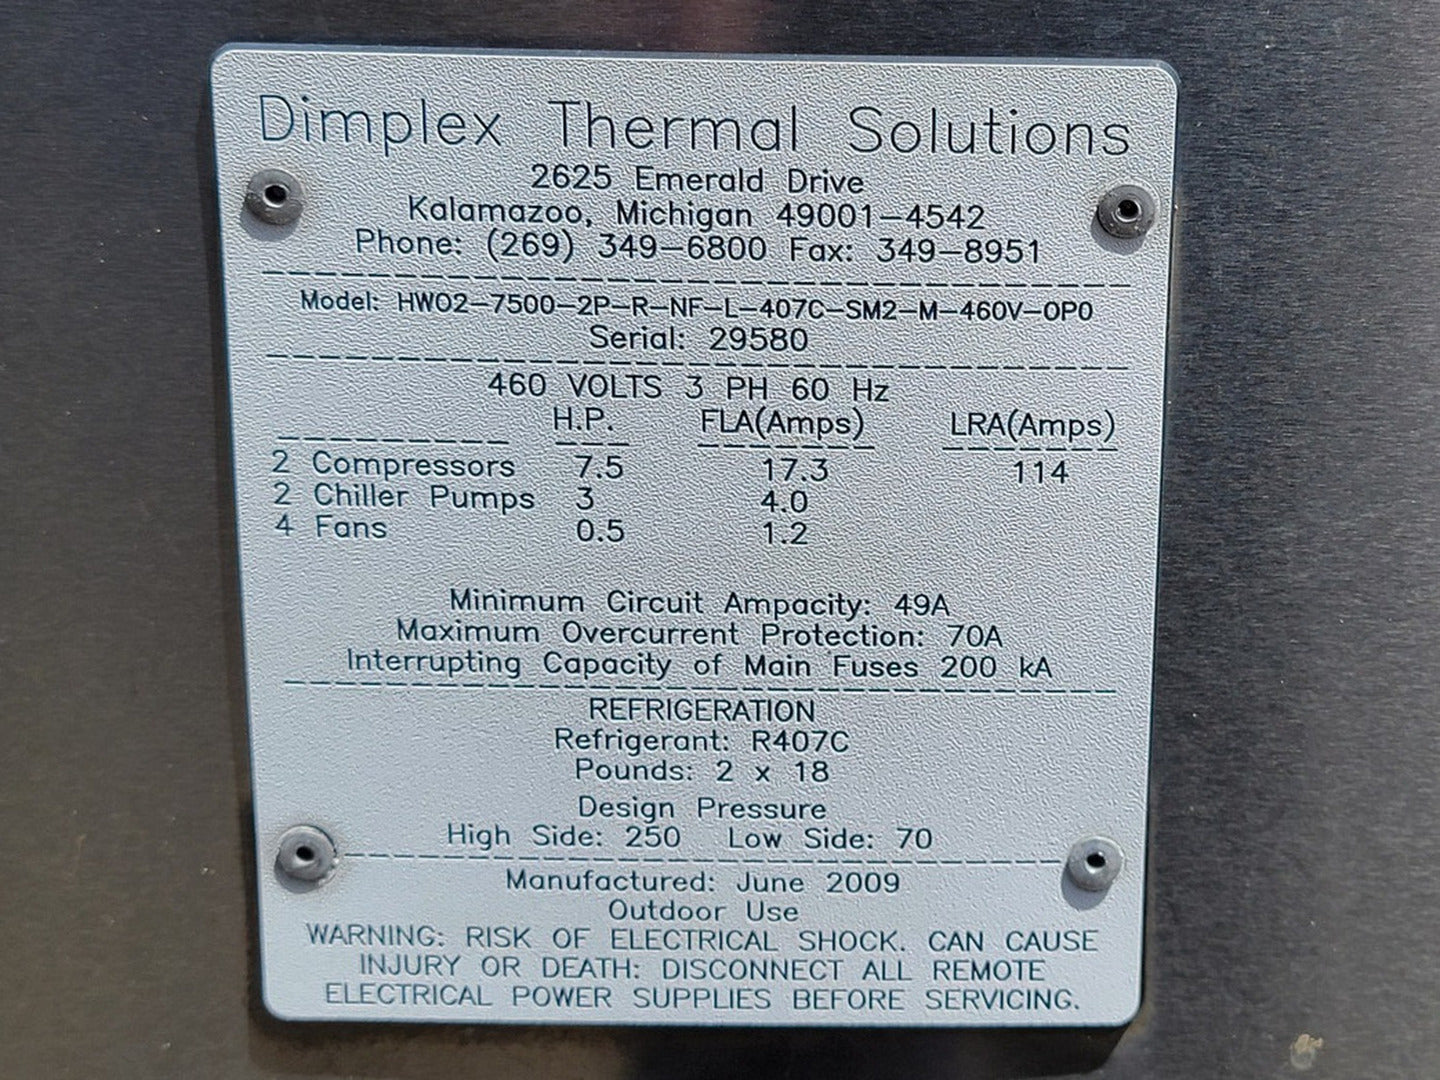 Dimplex Thermal Solutions
2625 Emerald Drive
Kalamazoo, Michigan 49001-4542
Phone: (269) 349-6800 Fax: 349-8951
Model: HW02-7500-2P-R-NF-L-407C-SM2-M-460V-0P0
Serial: 29580
460 VOLTS 3 PH 60 Hz
H.P. FLA(Amps) LRA(Amps)
2 Compressors 7.5 17.3 114
2 Chiller Pumps 3 4.0
4 Fans 0.5 1.2
Minimum Circuit Ampacity: 49A
Maximum Overcurrent Protection: 70A
Interrupting Capacity of Main Fuses 200 kA
REFRIGERATION
Refrigerant: R407C
Pounds: 2 x 18
Design Pressure
High Side: 250 Low Side: 70
Manufactured: June 2009
Outdoor Use
WARNING: RISK OF ELECTRICAL SHOCK. CAN CAUSE
INJURY OR DEATH: DISCONNECT ALL REMOTE
ELECTRICAL POWER SUPPLIES BEFORE SERVICING.